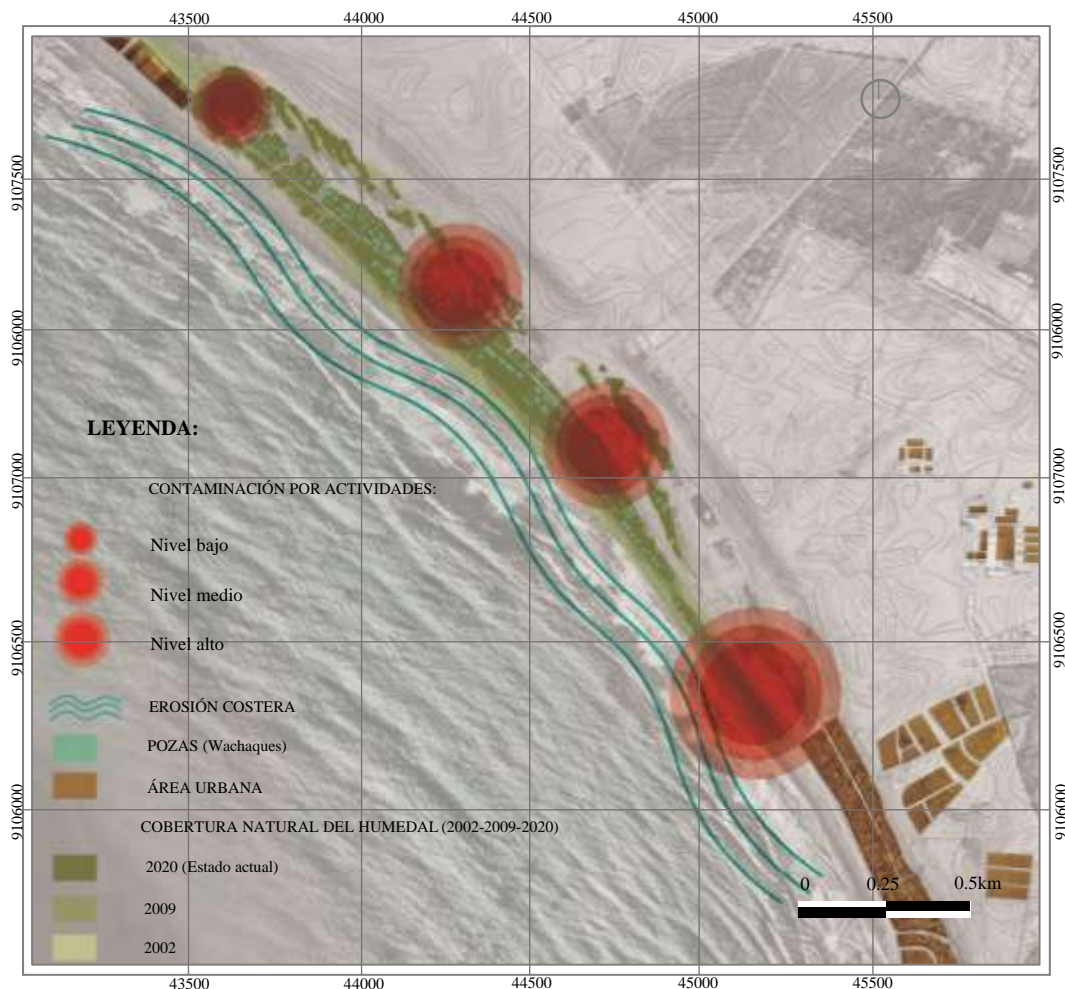 43500 44000 44500 45000 45500
9107500 9107500
9106000 9106000
LEYENDA:
9107000 9107000
CONTAMINACIÓN POR ACTIVIDADES:
Nivel bajo
Nivel medio
Nivel alto
9106500 9106500
EROSIÓN COSTERA
POZAS (Wachaques)
ÁREA URBANA
9106000 9106000
COBERTURA NATURAL DEL HUMEDAL (2002-2009-2020)
2020 (Estado actual)
0 0.25 0.5km
2009
2002
43500 44000 44500 45000 45500